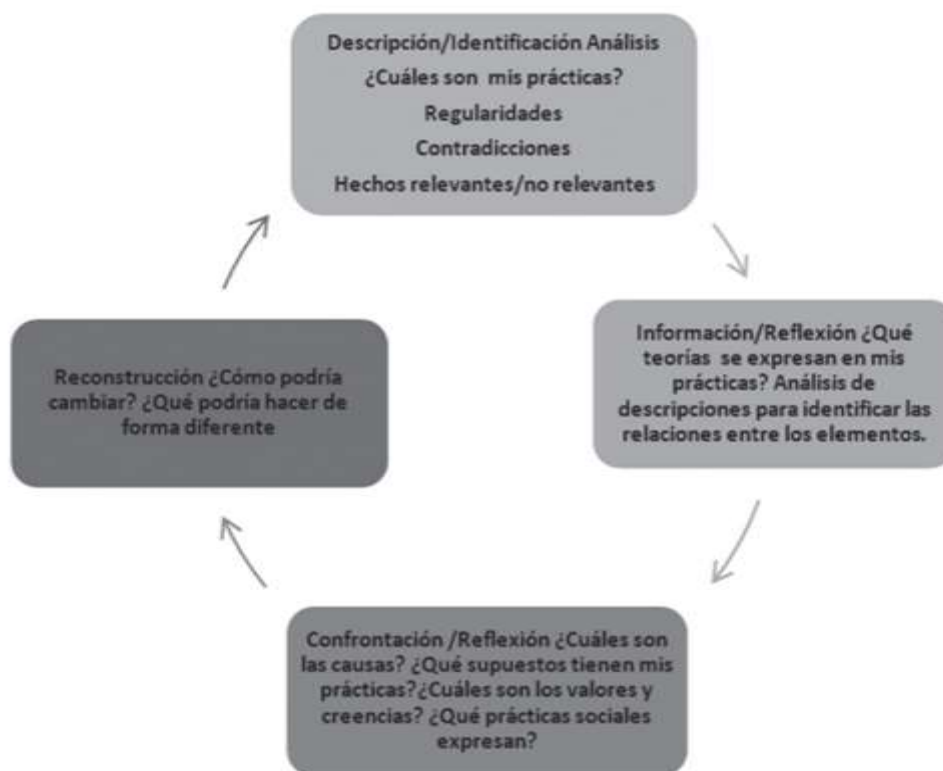 Descripción/Identificación Análisis
¿Cuáles son mis prácticas?
Regularidades
Contradicciones
Hechos relevantes/no relevantes
Información/Reflexión ¿Qué
teorías se expresan en mis
prácticas? Análisis de
descripciones para identificar las
relaciones entre los elementos.
Confrontación /Reflexión ¿Cuáles son
las causas? ¿Qué supuestos tienen mis
prácticas?¿Cuáles son los valores y
creencias? ¿Qué prácticas sociales
expresan?
Reconstrucción ¿Cómo podría
cambiar? ¿Qué podría hacer de
forma diferente